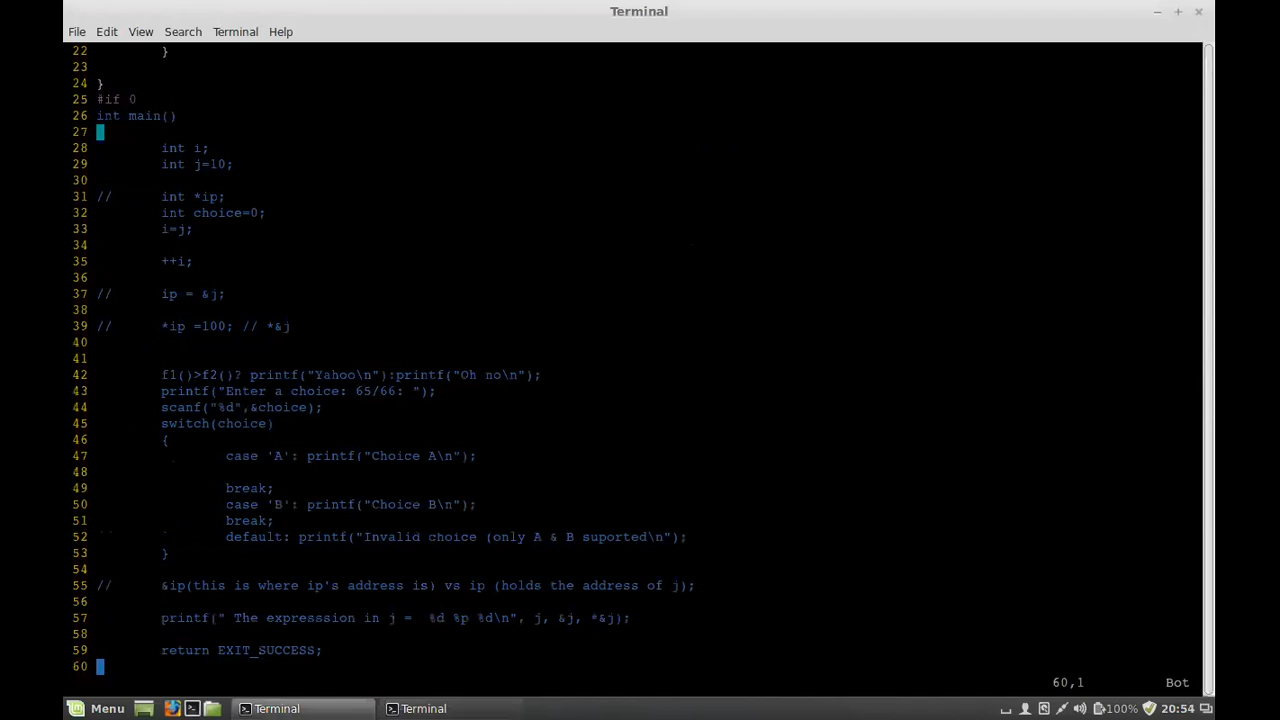 Terminal
File Edit View Search Terminal Help
22 }
23
24 }
25 #if 0
26 int main()
27
28 int i;
29 int j=10;
30
31 // int *ip;
32 int choice=0;
33 i=j;
34
35 ++i;
36
37 // ip = &j;
38
39 // *ip =100; // *&j
40
41
42 f1()>f2()? printf("Yahoo\n"):printf("Oh no\n");
43 printf("Enter a choice: 65/66: ");
44 scanf("%d",&choice);
45 switch(choice)
46 {
47 case 'A': printf("Choice A\n");
48
49 break;
50 case 'B': printf("Choice B\n");
51 break;
52 default: printf("Invalid choice (only A & B suported\n");
53 }
54
55 // &ip(this is where ip's address is) vs ip (holds the address of j);
56
57 printf(" The expresssion in j =  %d %p %d\n", j, &j, *&j);
58
59 return EXIT_SUCCESS;
60
60,1 Bot
Menu Terminal Terminal 100% 20:54